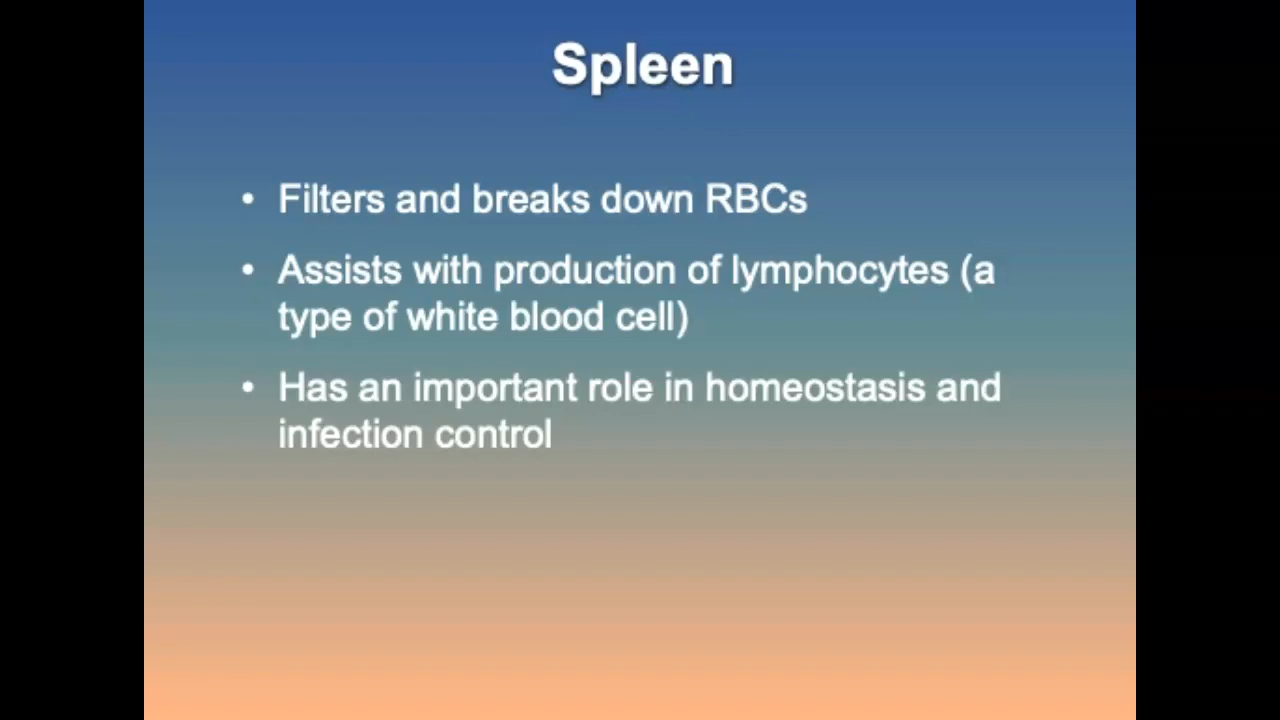 Spleen
• Filters and breaks down RBCs
• Assists with production of lymphocytes (a
type of white blood cell)
• Has an important role in homeostasis and
infection control